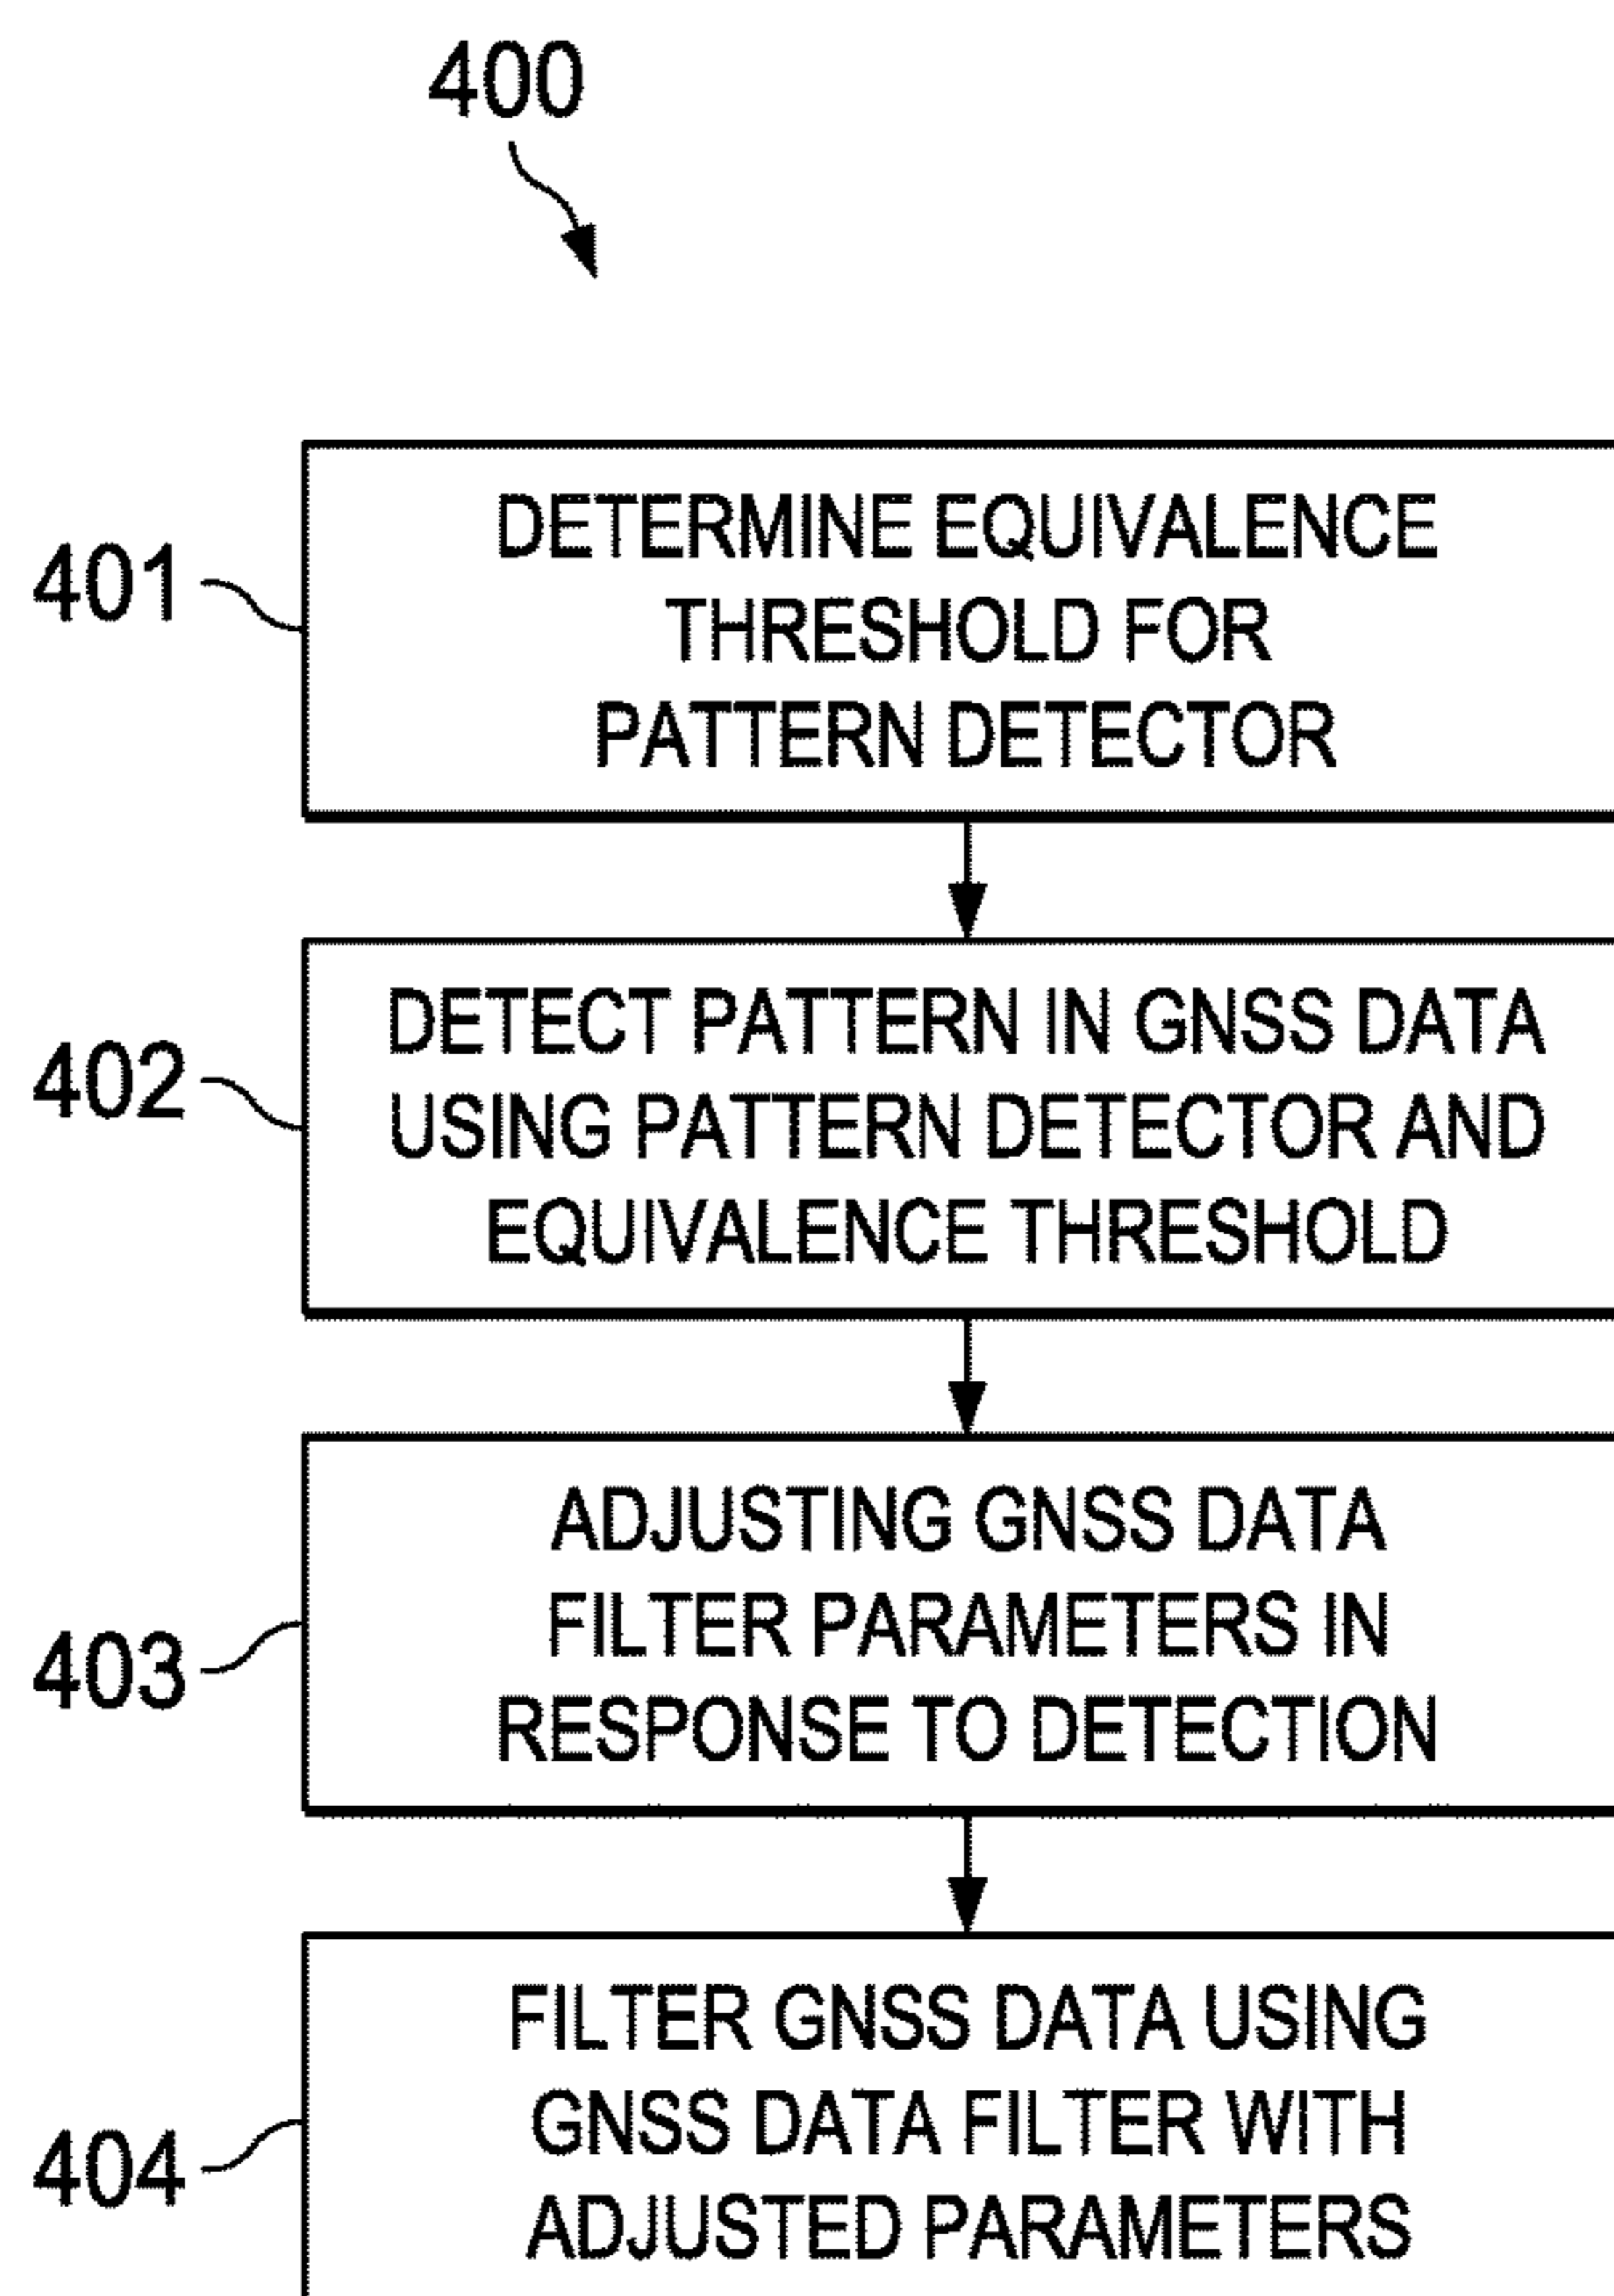 400
401
DETERMINE EQUIVALENCE
THRESHOLD FOR
PATTERN DETECTOR
402
DETECT PATTERN IN GNSS DATA
USING PATTERN DETECTOR AND
EQUIVALENCE THRESHOLD
403
ADJUSTING GNSS DATA
FILTER PARAMETERS IN
RESPONSE TO DETECTION
404
FILTER GNSS DATA USING
GNSS DATA FILTER WITH
ADJUSTED PARAMETERS